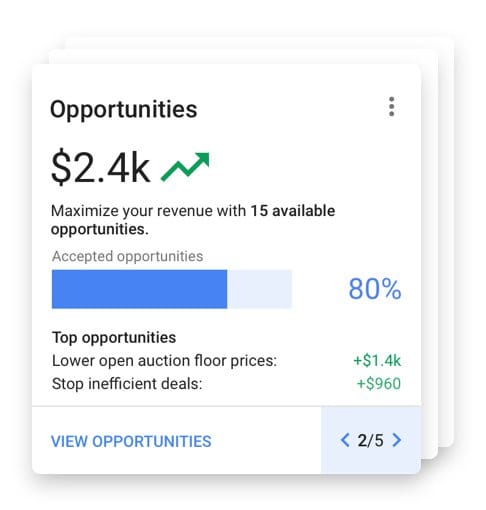 Opportunities
$2.4k
Maximize your revenue with 15 available
opportunities.
Accepted opportunities
80%
Top opportunities
Lower open auction floor prices: +$1.4k
Stop inefficient deals: +$960
VIEW OPPORTUNITIES
2/5